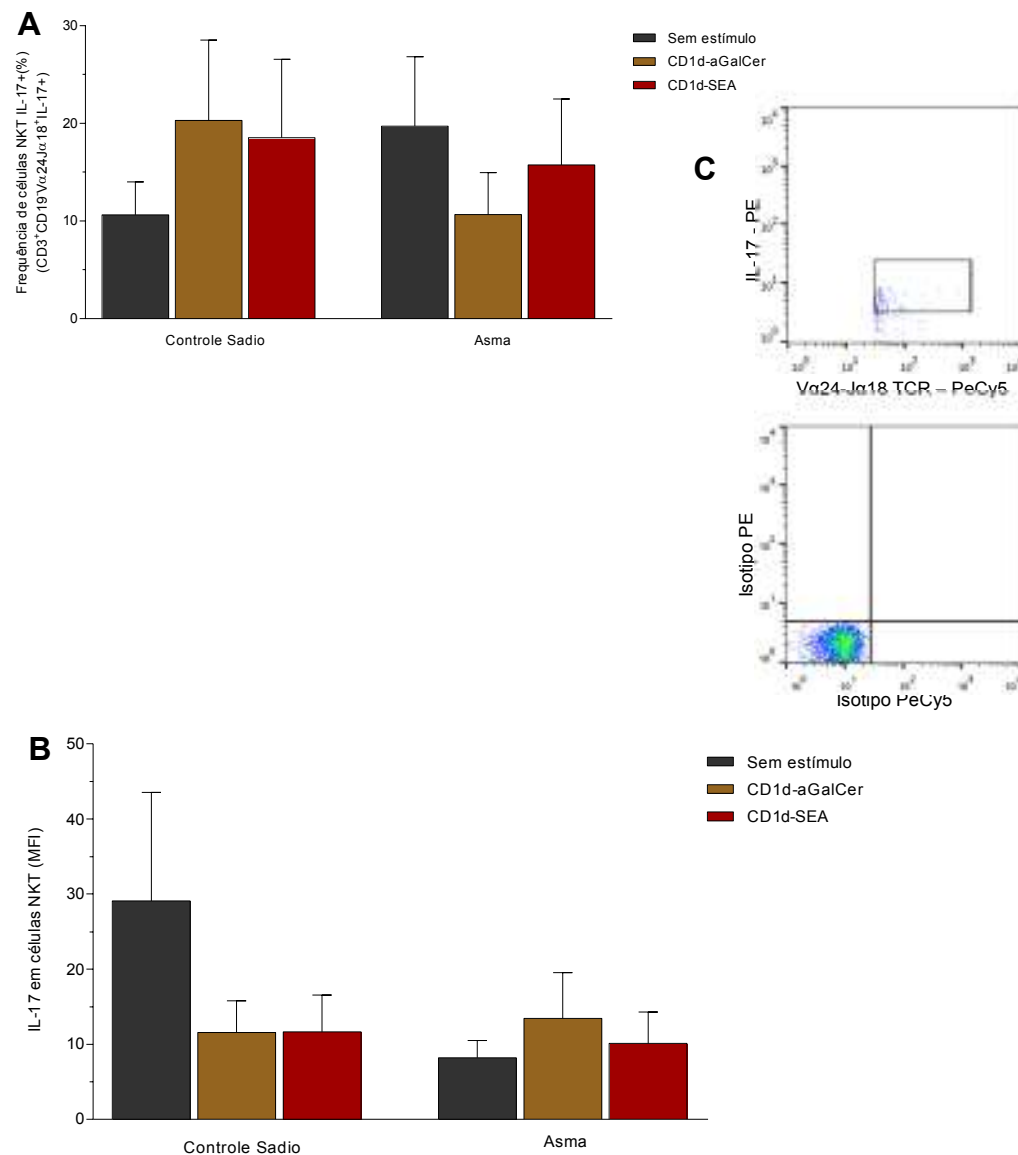 A
30
20
10
0
Frequência de células NKT IL-17+(%)
(CD3+CD19-Vα24Jα18+IL-17+)
Controle Sadio
Asma
Sem estímulo
CD1d-aGalCer
CD1d-SEA
C
IL-17 - PE
Vα24-Jα18 TCR – PeCy5
Isotipo PE
Isotipo PeCy5
B
50
40
30
20
10
0
IL-17 em células NKT (MFI)
Controle Sadio
Asma
Sem estímulo
CD1d-aGalCer
CD1d-SEA